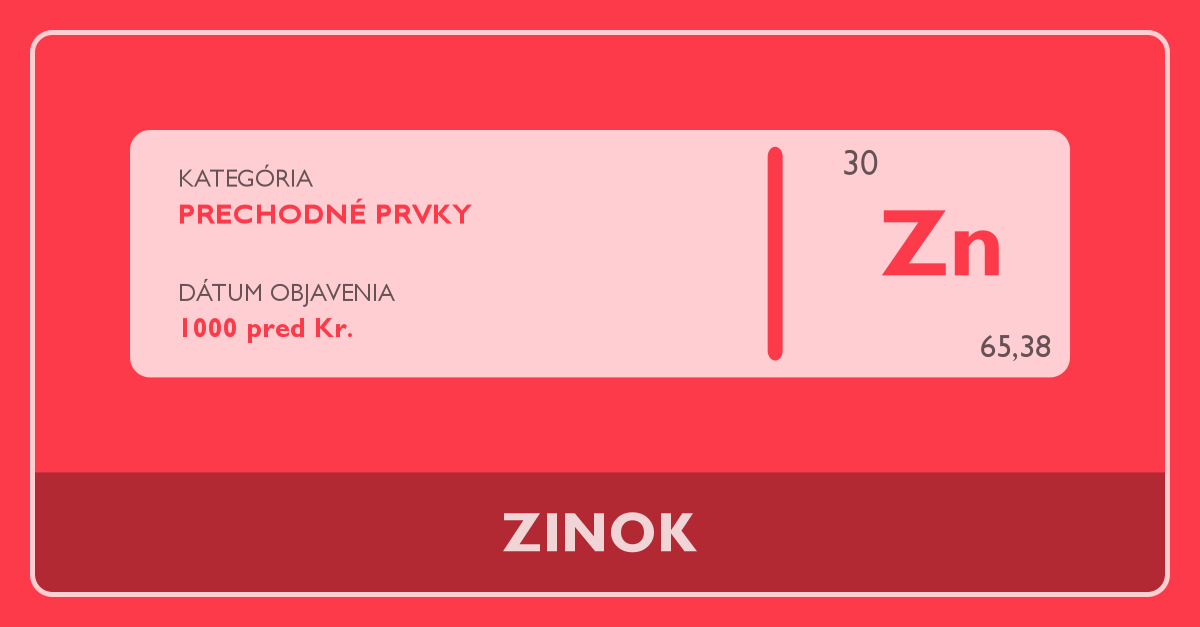 KATEGÓRIA
PRECHODNÉ PRVKY
DÁTUM OBJAVENIA
1000 pred Kr.
30
Zn
65,38
ZINOK